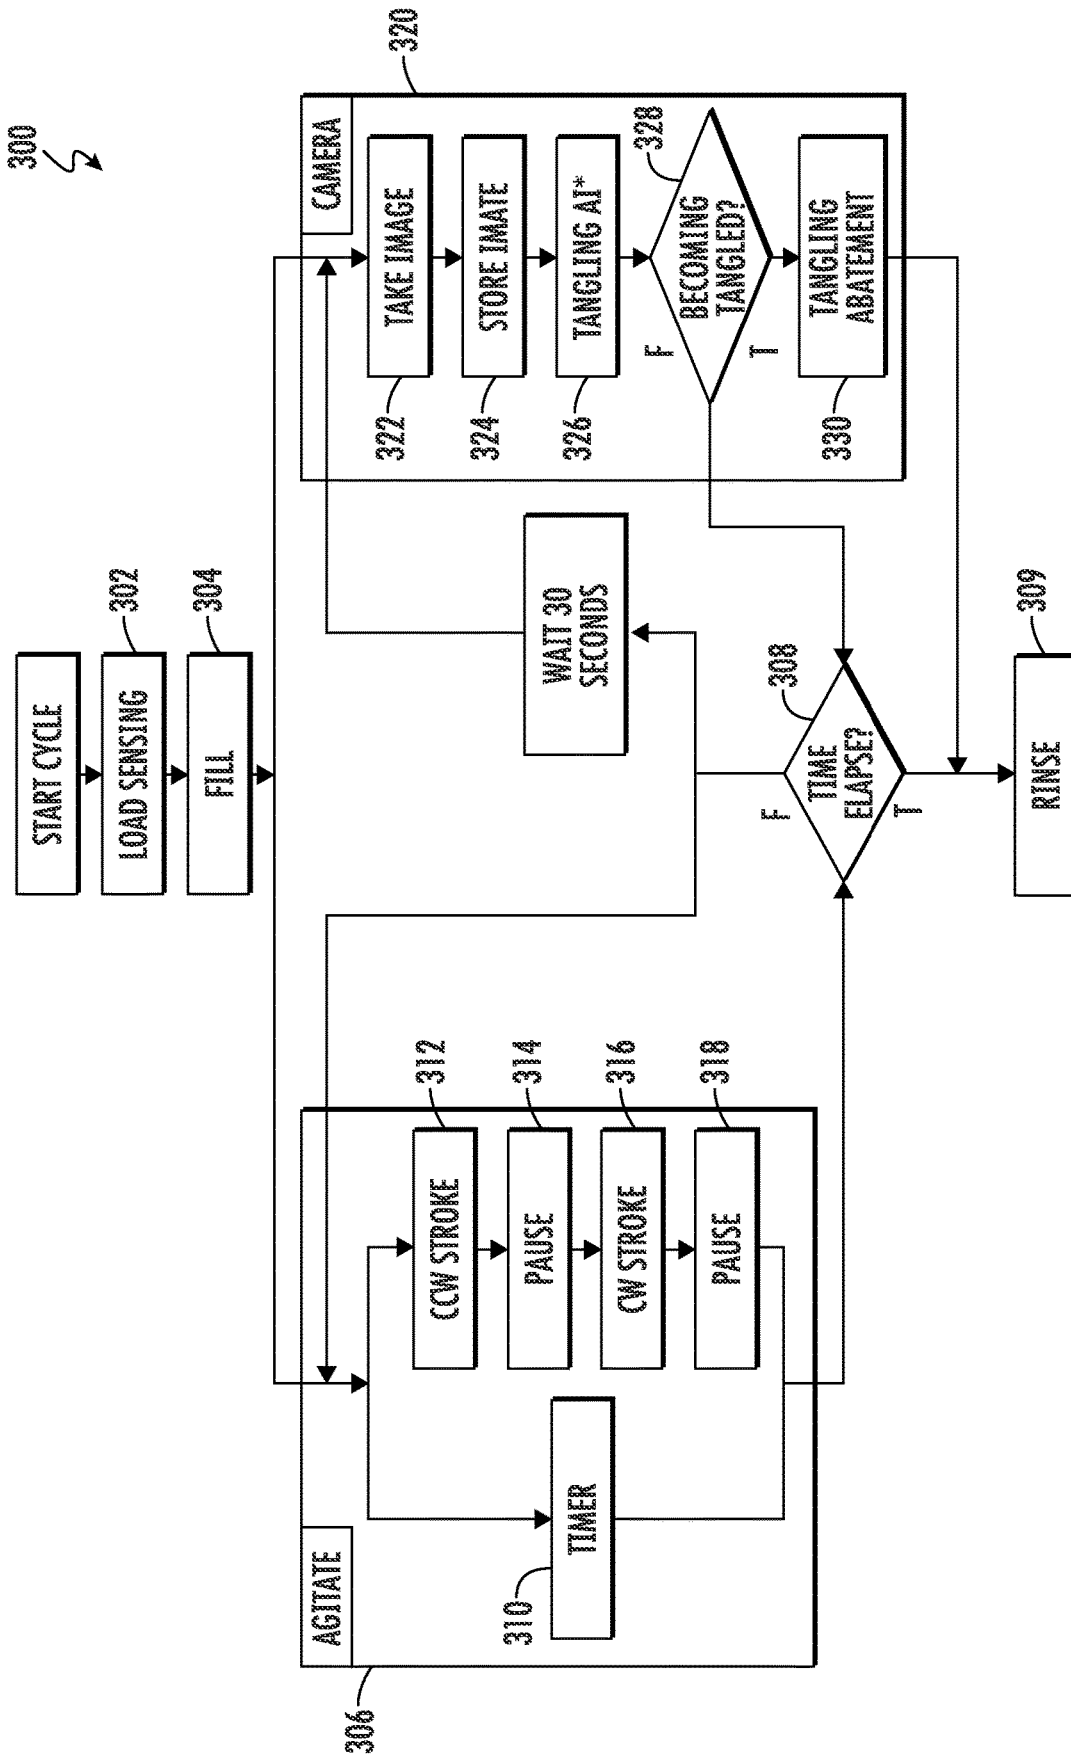 300
START CYCLE
LOAD SENSING
302
FILL
304
AGITATE
306
TIMER
310
CCW STROKE
312
PAUSE
314
CW STROKE
316
PAUSE
318
WAIT 30
SECONDS
CAMERA
320
TAKE IMAGE
322
STORE IMATE
324
TANGLING AI*
326
BECOMING
TANGLED?
328
F
T
TANGLING
ABATEMENT
330
TIME
ELAPSE?
308
F
T
RINSE
309